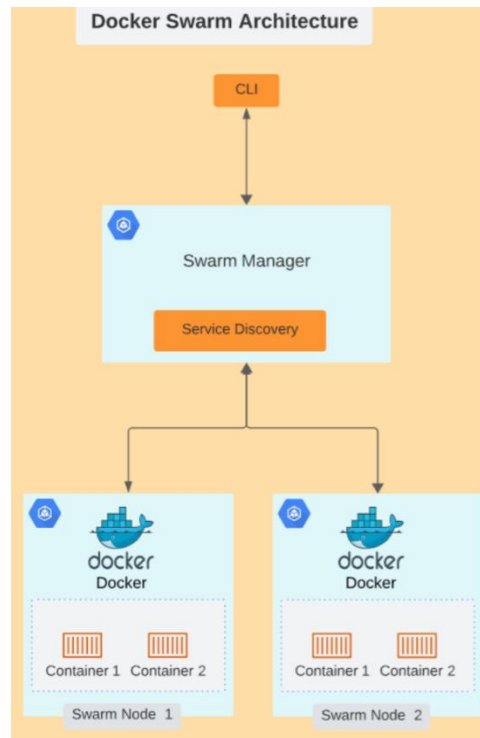 Docker Swarm Architecture
CLI
Swarm Manager
Service Discovery
docker
Docker
Container 1 Container 2
Swarm Node 1
docker
Docker
Container 1 Container 2
Swarm Node 2